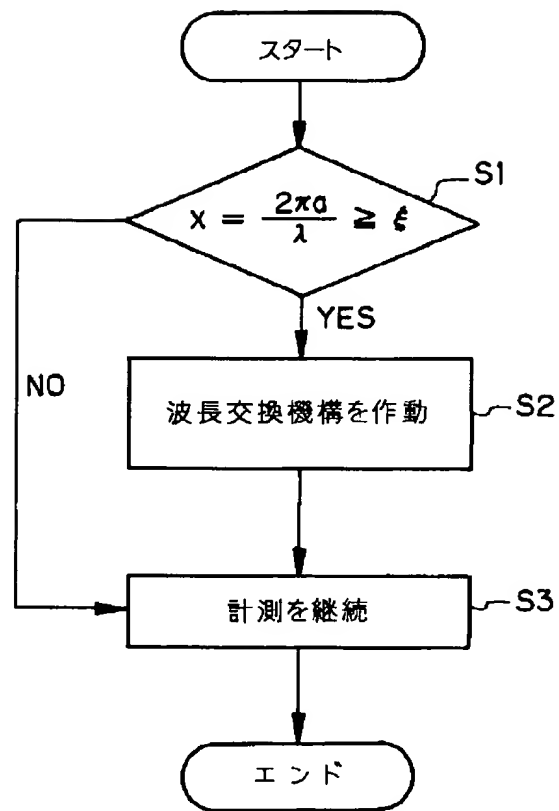 スタート
S1
X = 2πa/λ ≧ ξ
YES
NO
波長交換機構を作動
S2
計測を継続
S3
エンド